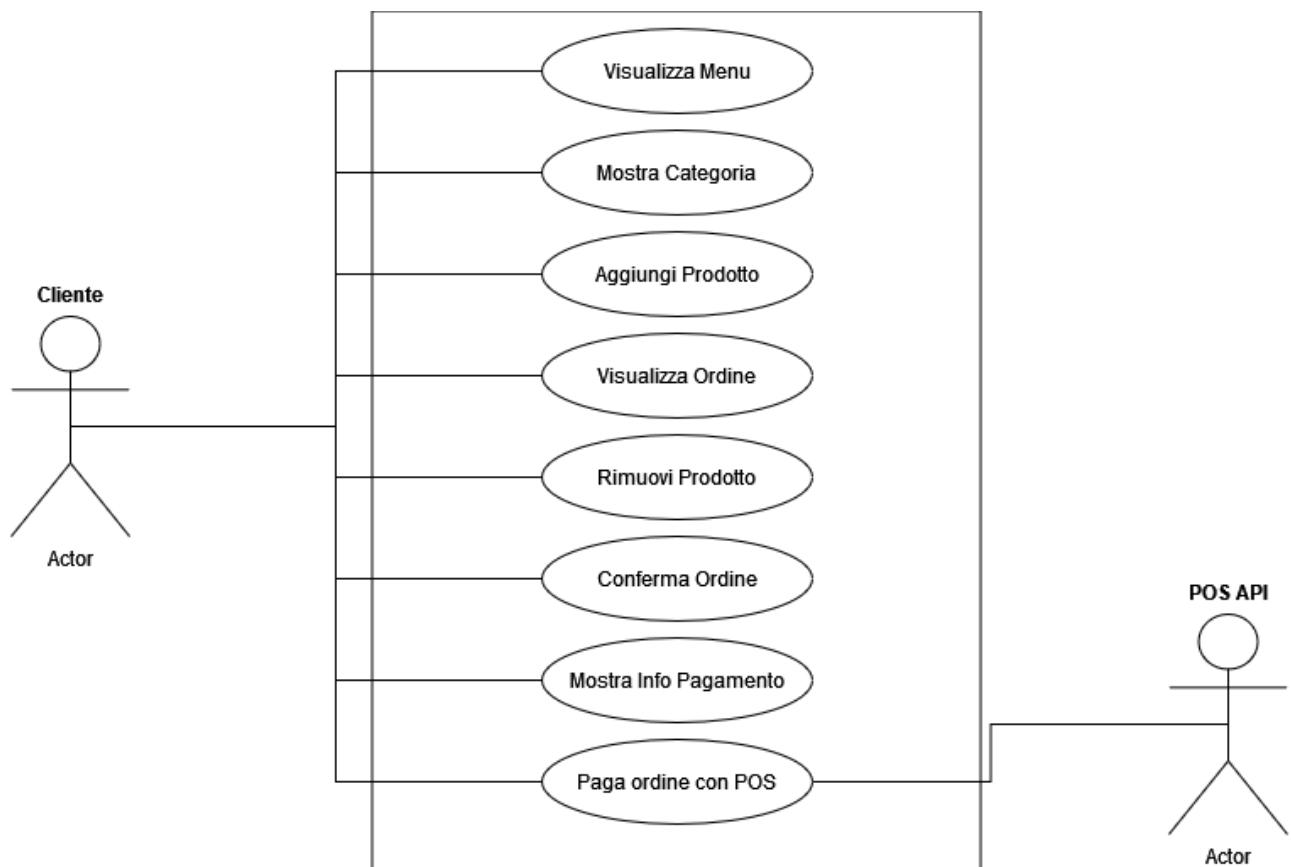 Visualizza Menu
Mostra Categoria
Aggiungi Prodotto
Cliente
Visualizza Ordine
Rimuovi Prodotto
Actor
Conferma Ordine
POS API
Mostra Info Pagamento
Paga ordine con POS
Actor